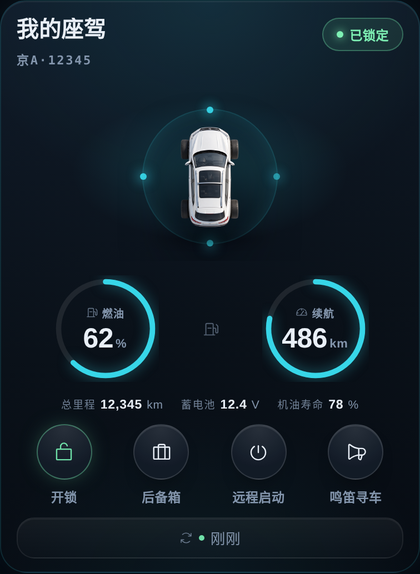 我的座驾
已锁定
京A·12345
燃油
62%
续航
486km
总里程 12,345 km 蓄电池 12.4 V 机油寿命 78 %
开锁 后备箱 远程启动 鸣笛寻车
刚刚